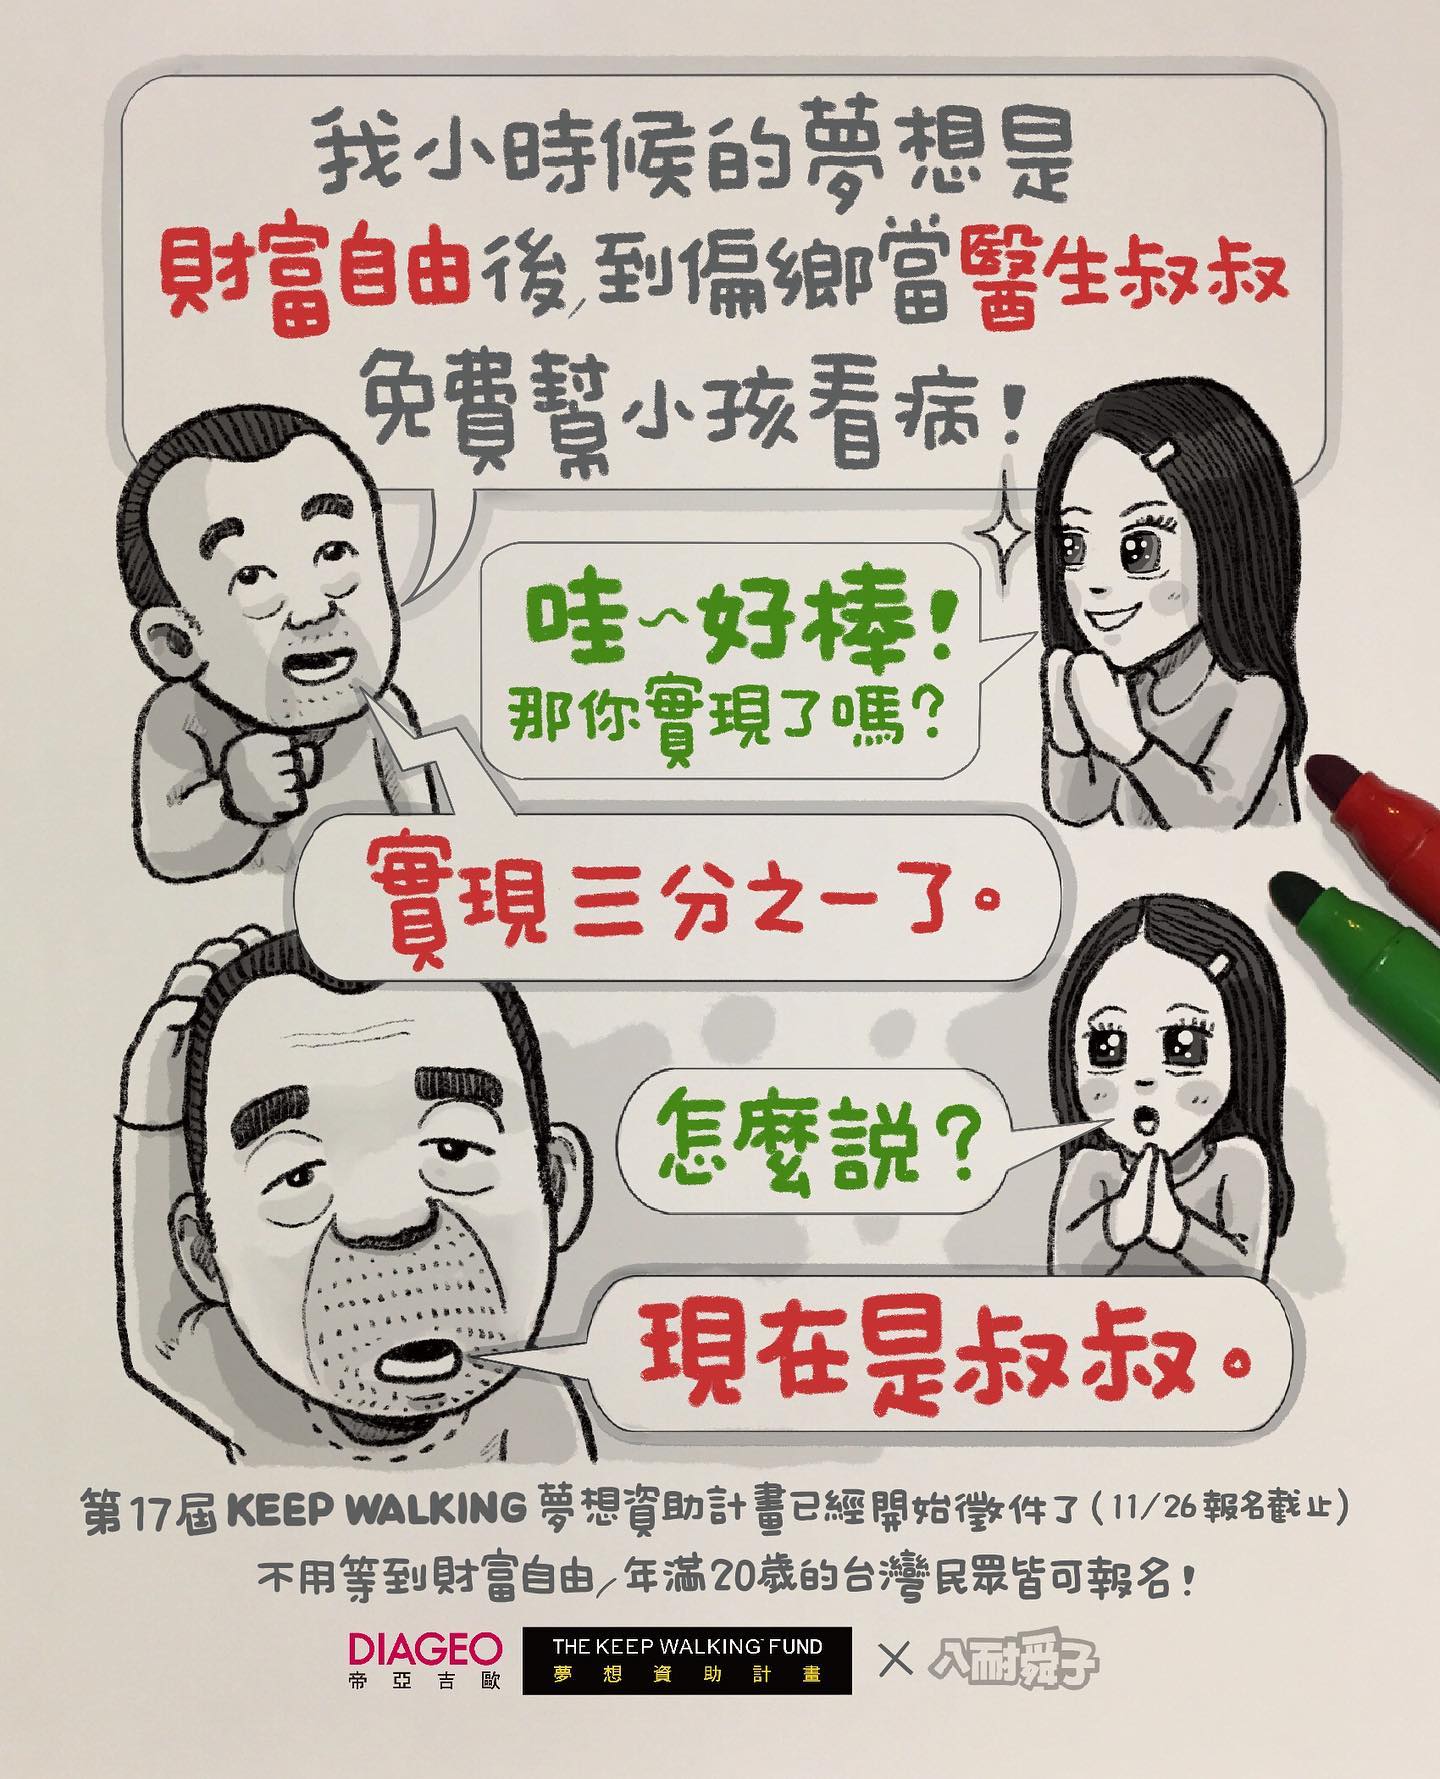 我小時候的夢想是
財富自由後,到偏鄉當醫生叔叔
免費幫小孩看病!
哇~好棒!
那你實現了嗎?
實現三分之一了。
怎麼説?
現在是叔叔。
第17屆 KEEP WALKING 夢想資助計畫已經開始徵件了(11/26報名截止)
不用等到財富自由,年滿20歲的台灣民眾皆可報名!
DIAGEO
帝亞吉歐
THE KEEP WALKING™ FUND
夢想資助計畫
×
八耐舜子